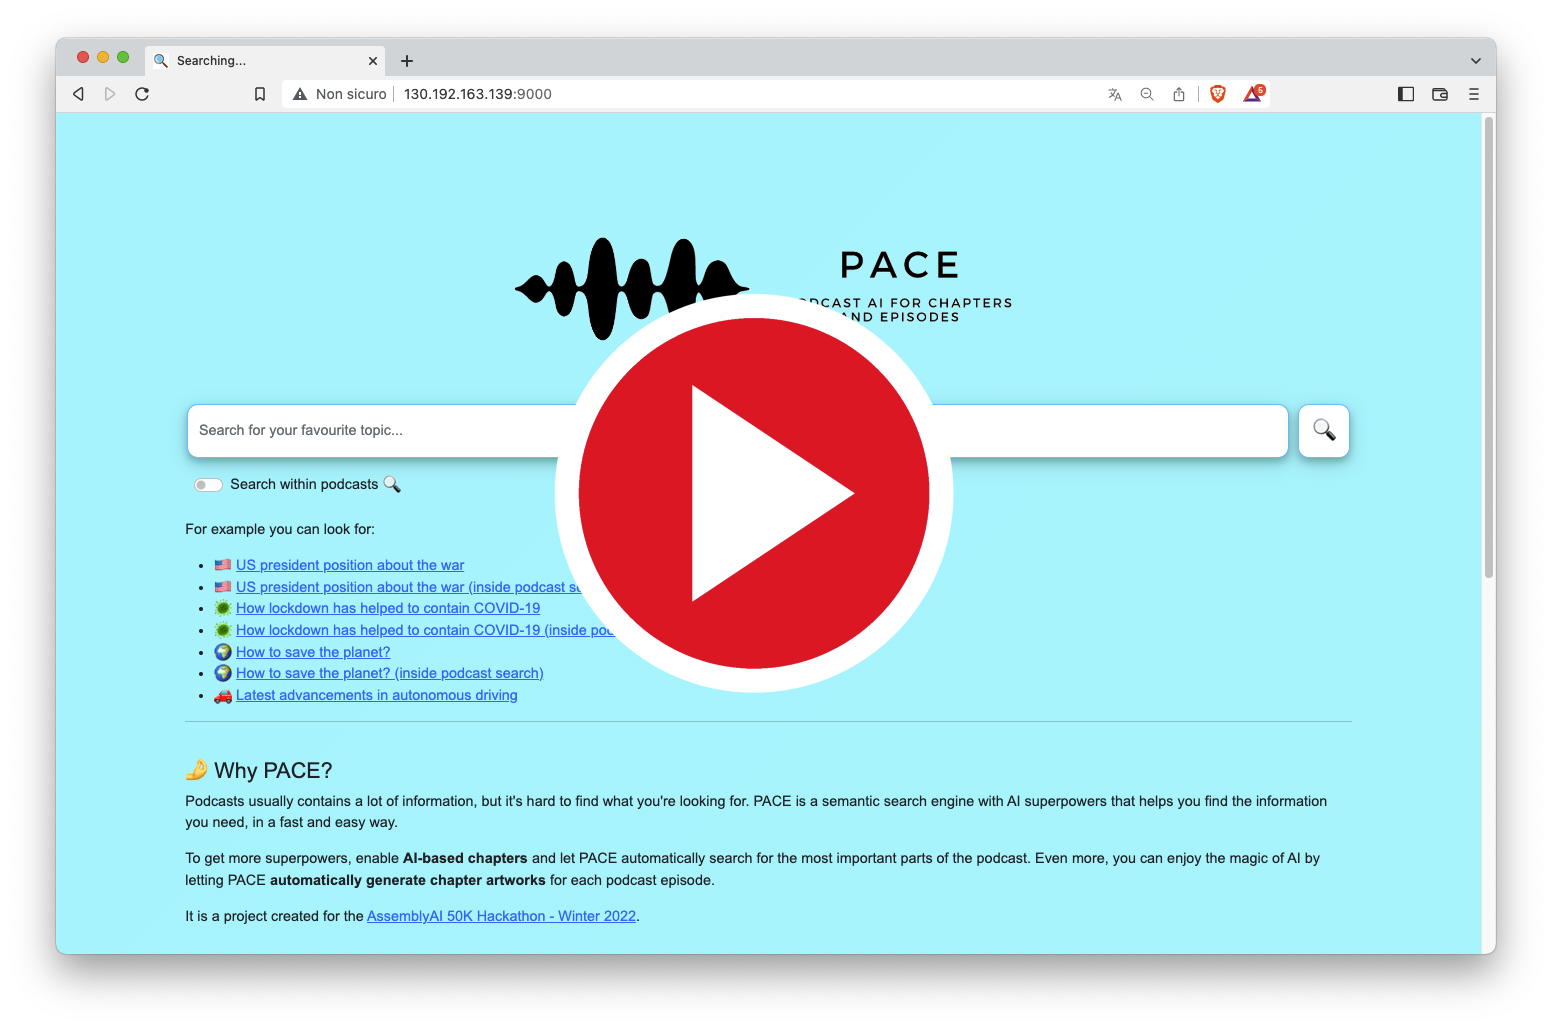 Searching...
Non sicuro 130.192.163.139:9000
5
PACE
PODCAST AI FOR CHAPTERS
AND EPISODES
Search for your favourite topic...
Search within podcasts
For example you can look for:
US president position about the war
US president position about the war (inside podcast
How lockdown has helped to contain COVID-19
How lockdown has helped to contain COVID-19 (inside
How to save the planet?
How to save the planet? (inside podcast search)
Latest advancements in autonomous driving
Why PACE?
Podcasts usually contains a lot of information, but it's hard to find what you're looking for. PACE is a semantic search engine with AI superpowers that helps you find the information
you need, in a fast and easy way.
To get more superpowers, enable AI-based chapters and let PACE automatically search for the most important parts of the podcast. Even more, you can enjoy the magic of AI by
letting PACE automatically generate chapter artworks for each podcast episode.
It is a project created for the AssemblyAI 50K Hackathon - Winter 2022.